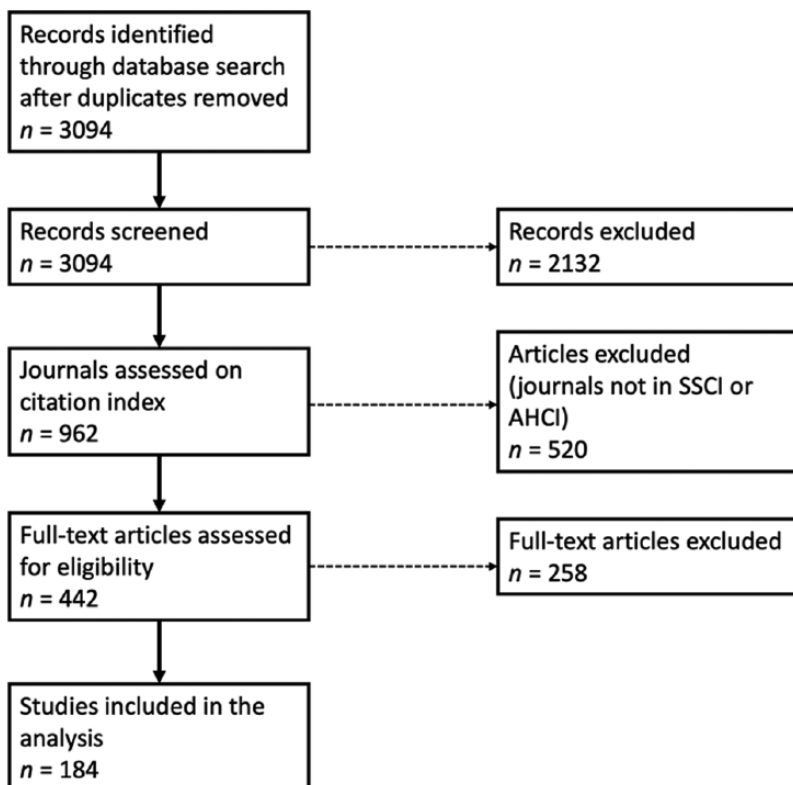 Records identified
through database search
after duplicates removed
n = 3094
Records screened
n = 3094
Records excluded
n = 2132
Journals assessed on
citation index
n = 962
Articles excluded
(journals not in SSCI or
AHCI)
n = 520
Full-text articles assessed
for eligibility
n = 442
Full-text articles excluded
n = 258
Studies included in the
analysis
n = 184